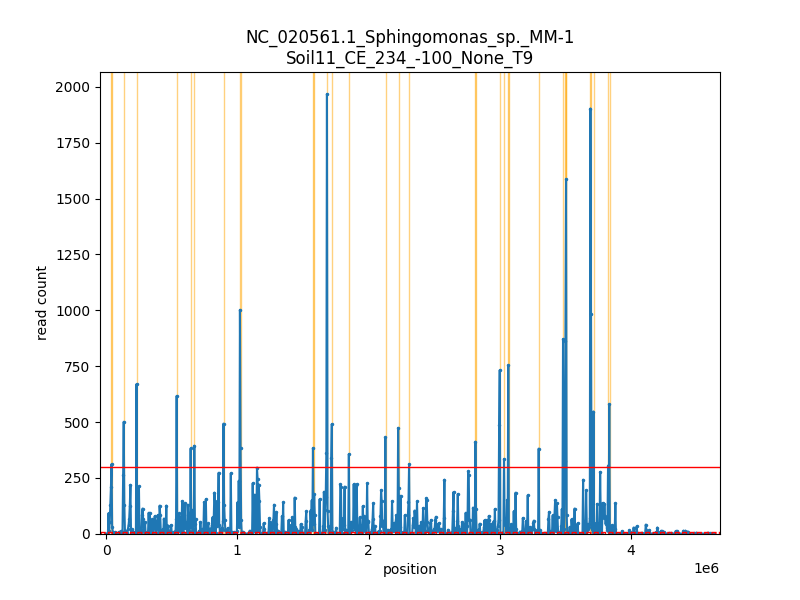 NC_020561.1_Sphingomonas_sp._MM-1
Soil11_CE_234_-100_None_T9
2000
1750
1500
1250
1000
750
500
250
0
read count
0
1
2
3
4
1e6
position